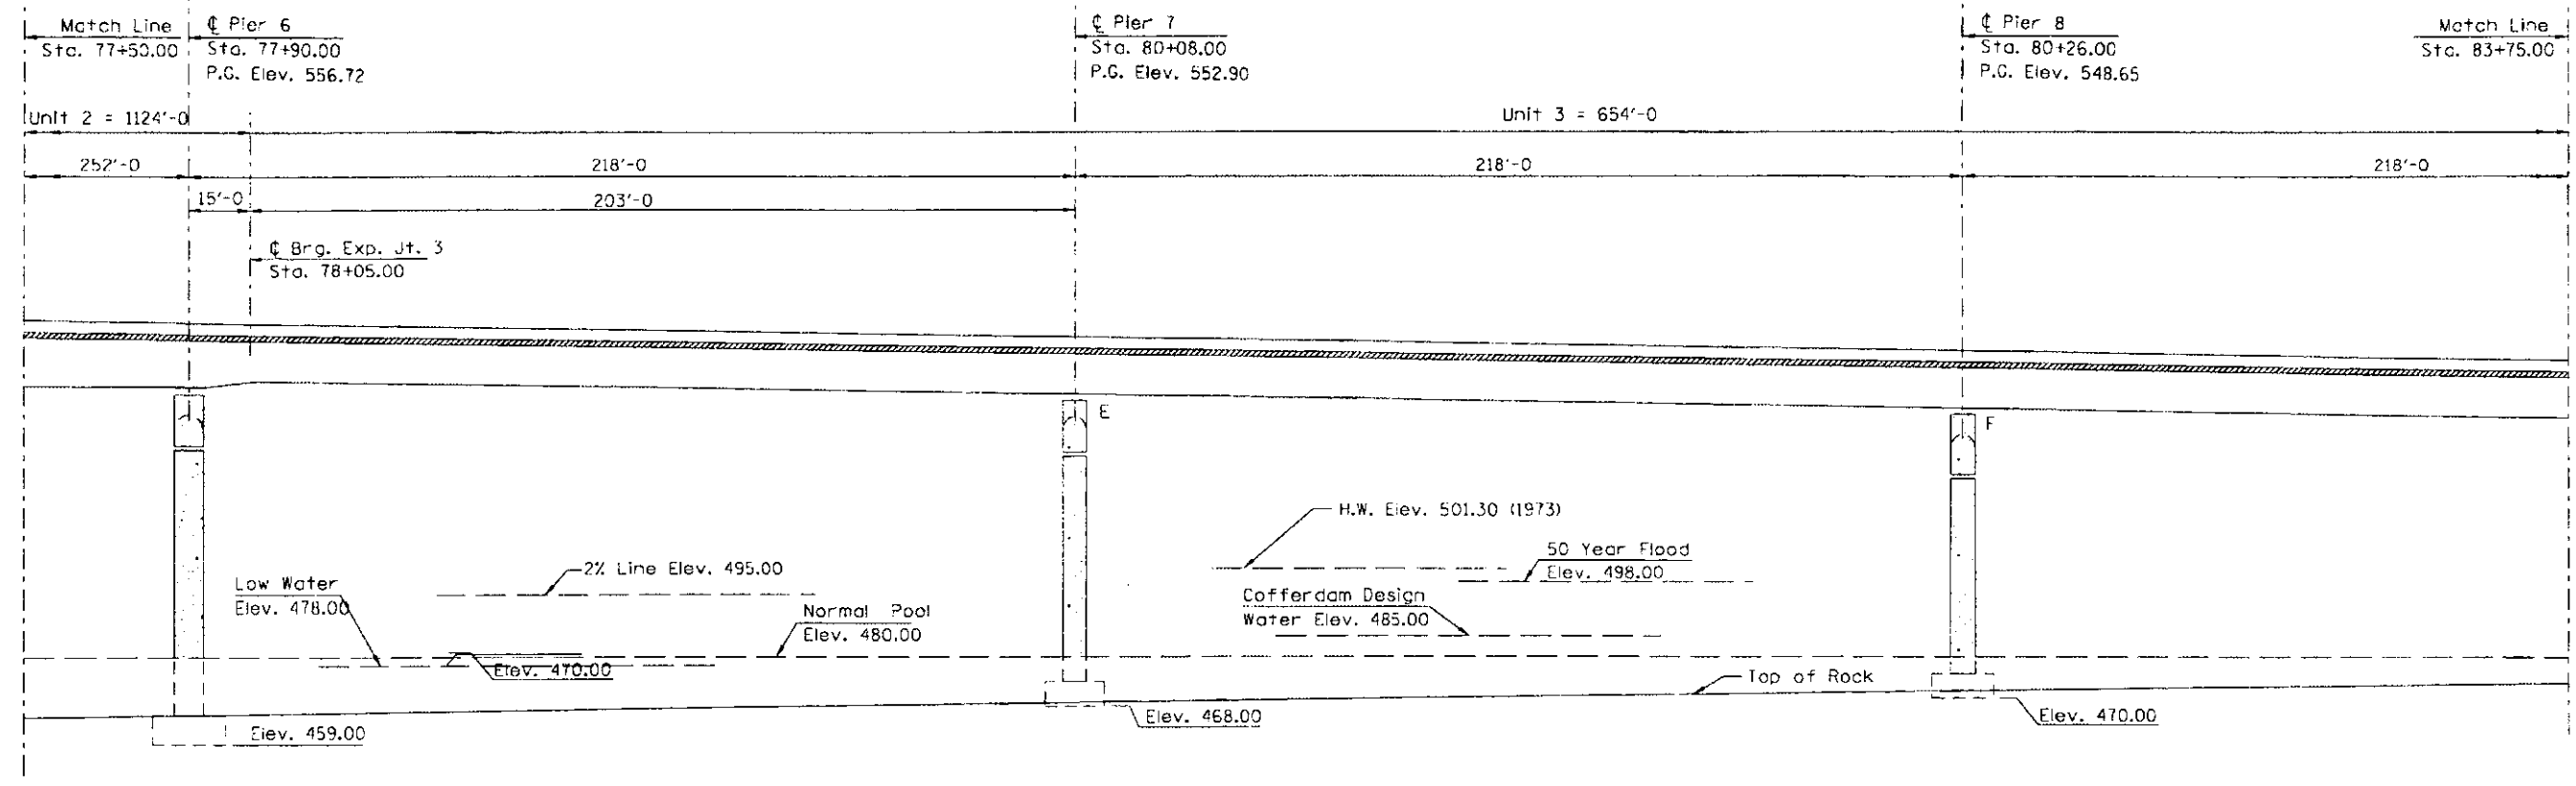 Match Line
Sta. 77+50.00
℄ Pier 6
Sta. 77+90.00
P.G. Elev. 556.72
℄ Pier 7
Sta. 80+08.00
P.G. Elev. 552.90
℄ Pier 8
Sta. 80+26.00
P.G. Elev. 548.65
Match Line
Sta. 83+75.00
Unit 2 = 1124'-0
Unit 3 = 654'-0
252'-0
218'-0
218'-0
218'-0
15'-0
203'-0
℄ Brg. Exp. Jt. 3
Sta. 78+05.00
E
F
H.W. Elev. 501.30 (1973)
50 Year Flood
Elev. 498.00
2% Line Elev. 495.00
Low Water
Elev. 478.00
Normal Pool
Elev. 480.00
Cofferdam Design
Water Elev. 485.00
Elev. 470.00
Top of Rock
Elev. 459.00
Elev. 468.00
Elev. 470.00